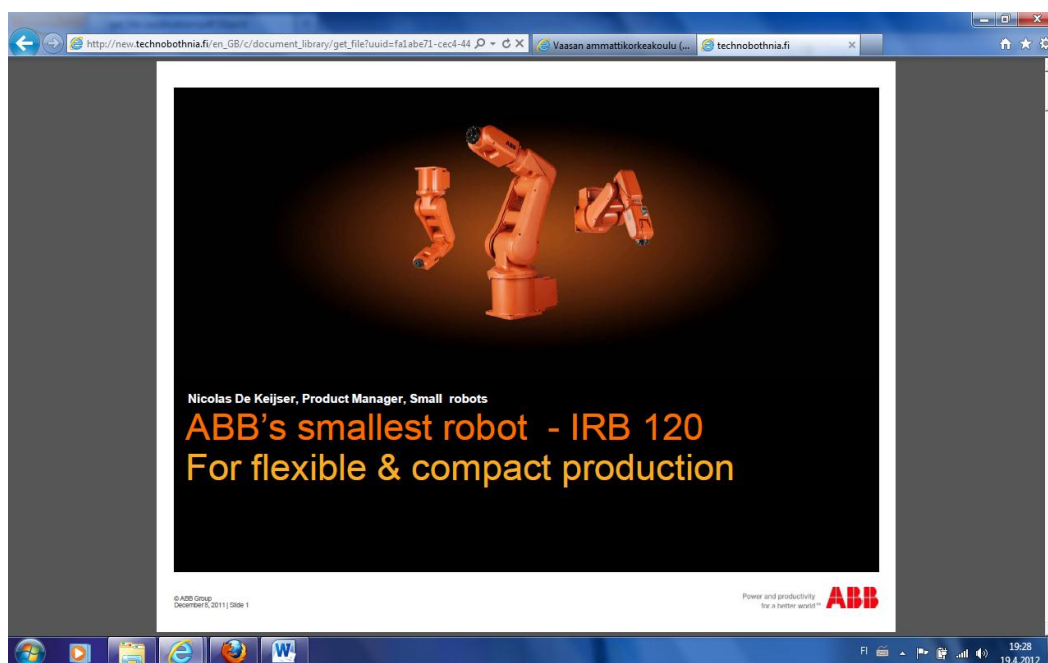 http://new.technobothnia.fi/en_GB/c/document_library/get_file?uuid=fa1abe71-cec4-44
Vaasan ammattikorkeakoulu (...
technobothnia.fi
ABB
Nicolas De Keijser, Product Manager, Small robots
ABB's smallest robot - IRB 120
For flexible & compact production
© ABB Group
December 8, 2011 | Slide 1
Power and productivity
for a better world™
ABB
FI
19:28
19.4.2012